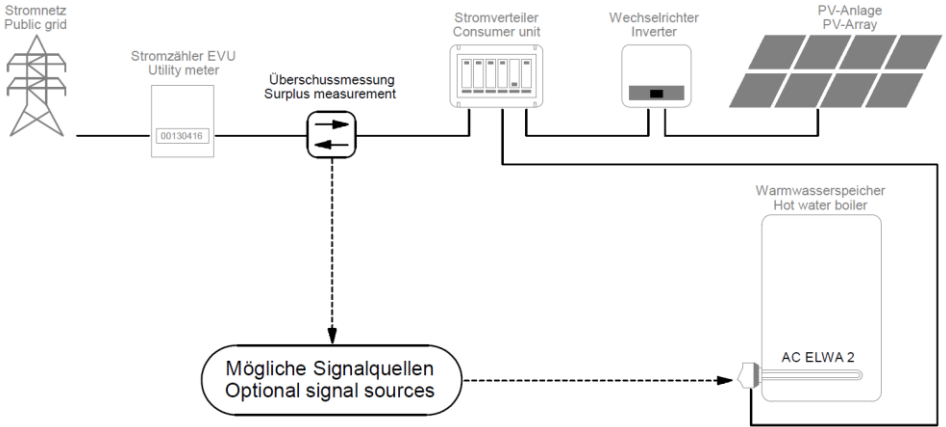 Stromnetz
Public grid
Stromzähler EVU
Utility meter
00130416
Überschussmessung
Surplus measurement
Stromverteiler
Consumer unit
Wechselrichter
Inverter
PV-Anlage
PV-Array
Warmwasserspeicher
Hot water boiler
AC ELWA 2
Mögliche Signalquellen
Optional signal sources